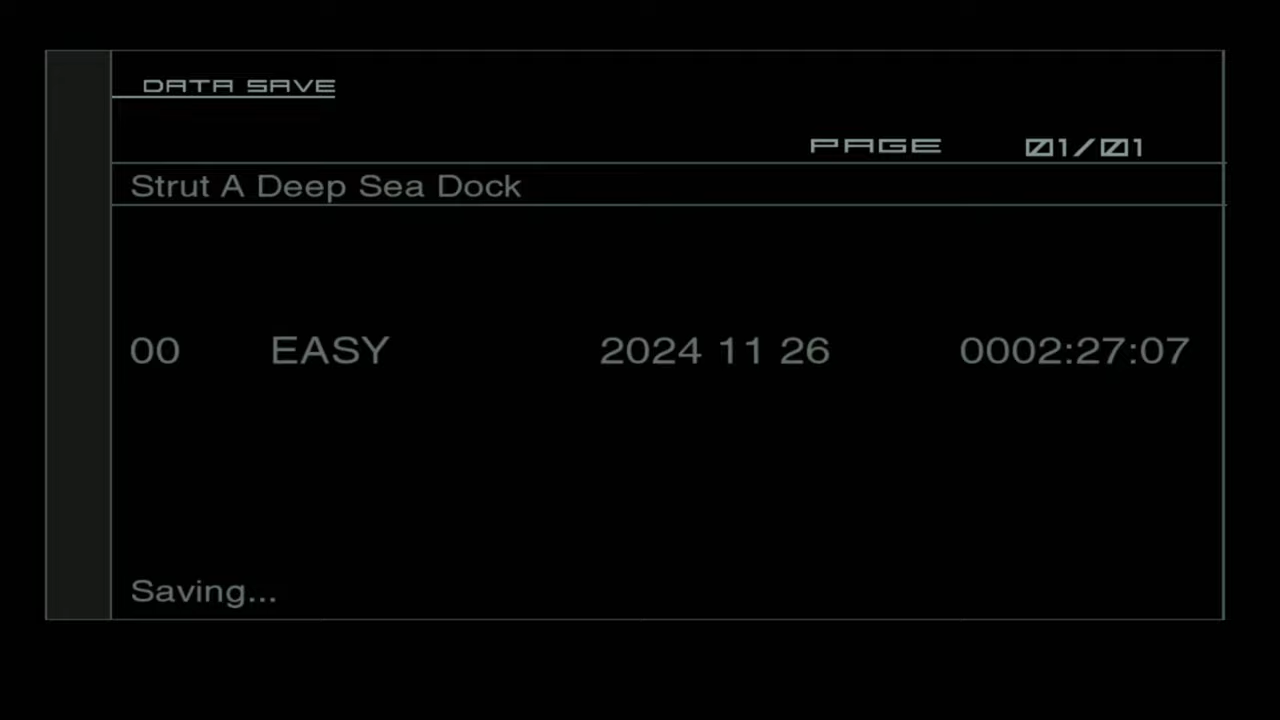 DATA SAVE
PAGE 01/01
Strut A Deep Sea Dock
00 EASY 2024 11 26 0002:27:07
Saving...